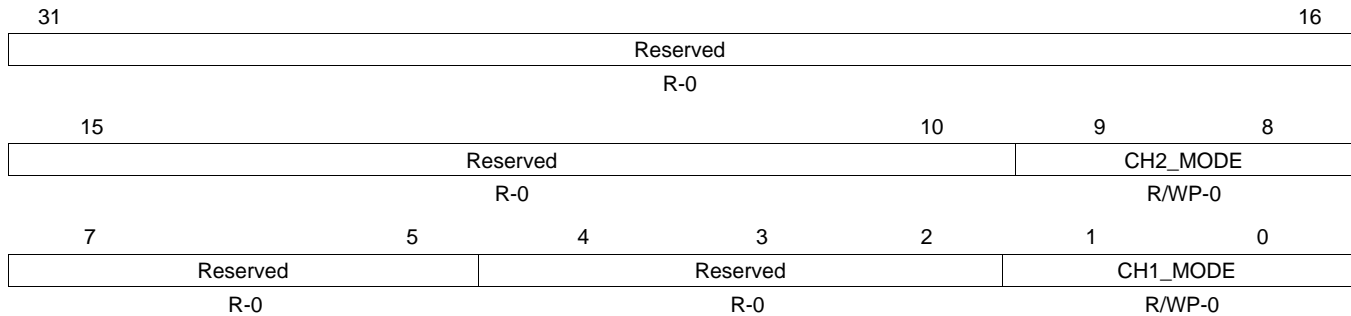 31 16
Reserved
R-0
15 10 9 8
Reserved CH2_MODE
R-0 R/WP-0
7 5 4 3 2 1 0
Reserved Reserved CH1_MODE
R-0 R-0 R/WP-0